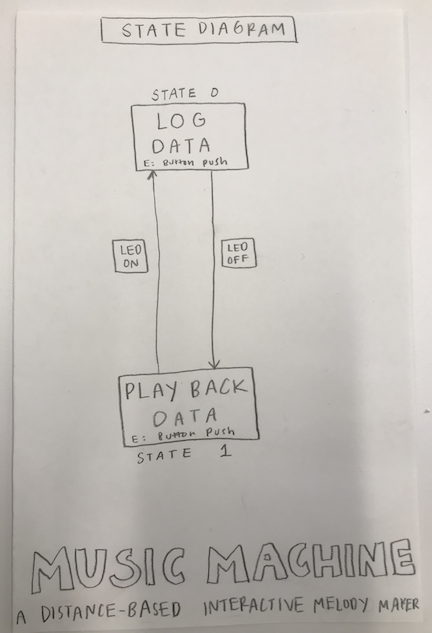 STATE DIAGRAM
STATE 0
LOG
DATA
E: Button Push
LED
ON
LED
OFF
PLAY BACK
DATA
E: Button Push
STATE 1
MUSIC MACHINE
A DISTANCE-BASED INTERACTIVE MELODY MAKER